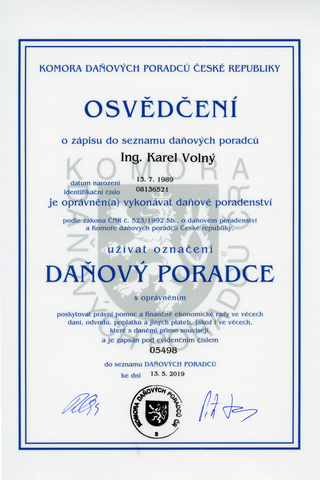 KOMORA DAŇOVÝCH PORADCŮ ČESKÉ REPUBLIKY
OSVĚDČENÍ
o zápisu do seznamu daňových poradců
Ing. Karel Volný
datum narození 13. 7. 1989
identifikační číslo 08136521
je oprávněn(a) vykonávat daňové poradenství
podle zákona ČNR č. 523/1992 Sb., o daňovém poradenství
a Komoře daňových poradců České republiky,
užívat označení
DAŇOVÝ PORADCE
s oprávněním
poskytovat právní pomoc a finančně ekonomické rady ve věcech
daní, odvodů, poplatků a jiných plateb, jakož i ve věcech,
které s daněmi přímo souvisejí,
a je zapsán pod evidenčním číslem
05498
do seznamu DAŇOVÝCH PORADCŮ
ke dni 13. 5. 2019
KOMORA DAŇOVÝCH PORADCŮ ČR
3